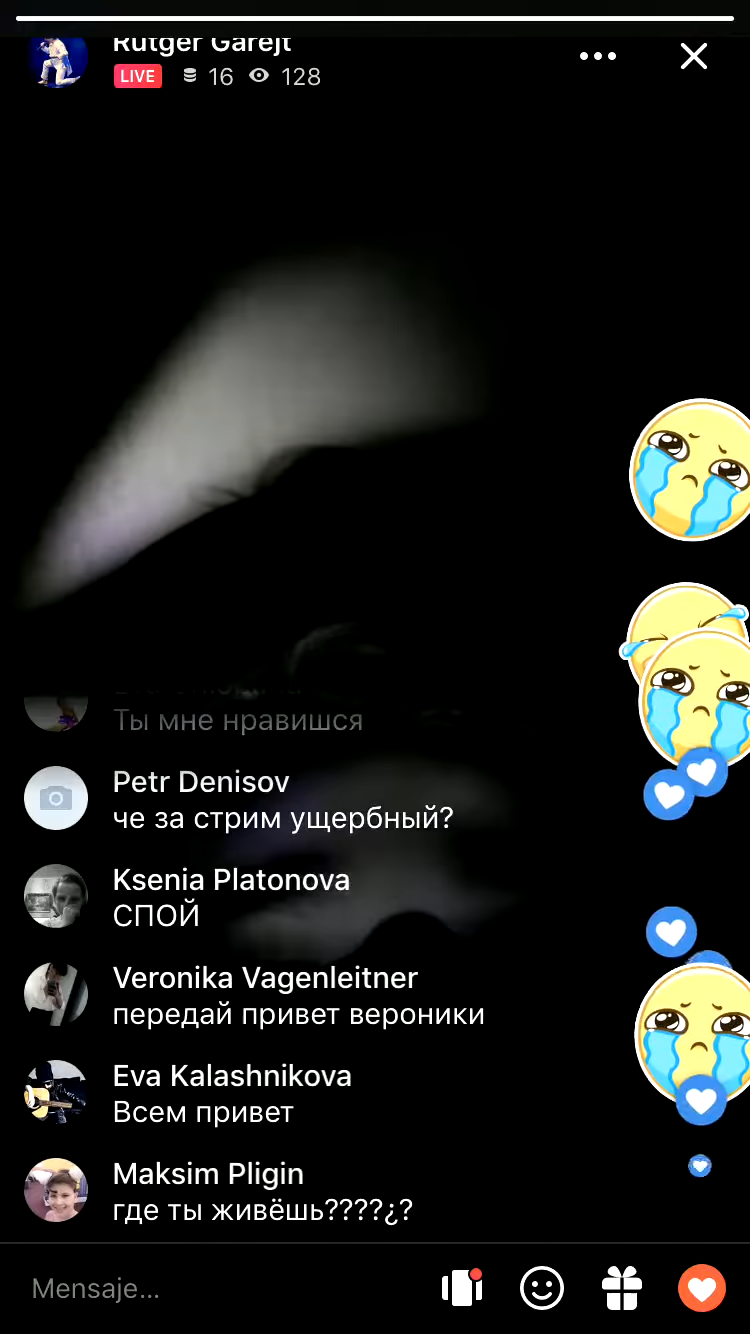 Rutger Garejt
LIVE 16 128
Ты мне нравишся
Petr Denisov
че за стрим ущербный?
Ksenia Platonova
СПОЙ
Veronika Vagenleitner
передай привет вероники
Eva Kalashnikova
Всем привет
Maksim Pligin
где ты живёшь????¿?
Mensaje...